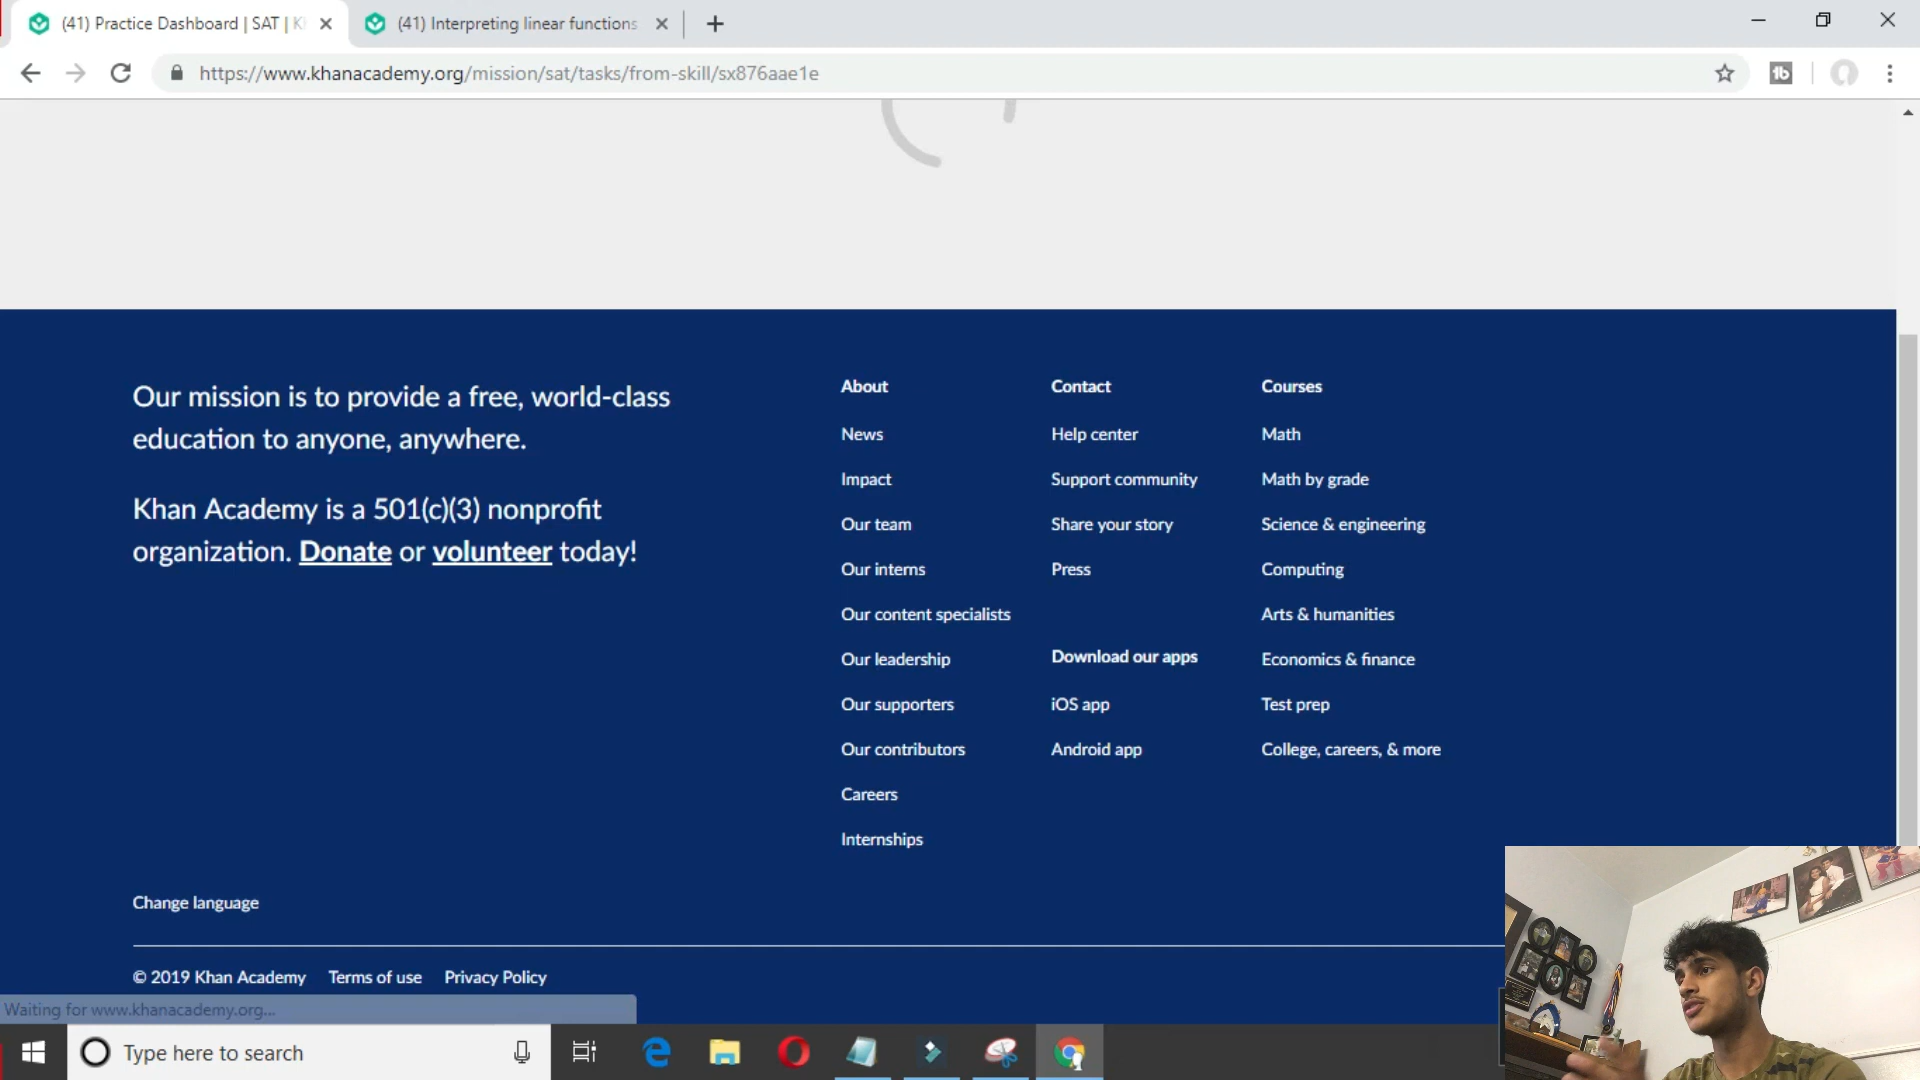 (41) Practice Dashboard | SAT | K
(41) Interpreting linear functions
https://www.khanacademy.org/mission/sat/tasks/from-skill/sx876aae1e
Our mission is to provide a free, world-class
education to anyone, anywhere.
Khan Academy is a 501(c)(3) nonprofit
organization. Donate or volunteer today!
About
News
Impact
Our team
Our interns
Our content specialists
Our leadership
Our supporters
Our contributors
Careers
Internships
Contact
Help center
Support community
Share your story
Press
Download our apps
iOS app
Android app
Courses
Math
Math by grade
Science & engineering
Computing
Arts & humanities
Economics & finance
Test prep
College, careers, & more
Change language
© 2019 Khan Academy Terms of use Privacy Policy
Waiting for www.khanacademy.org...
Type here to search